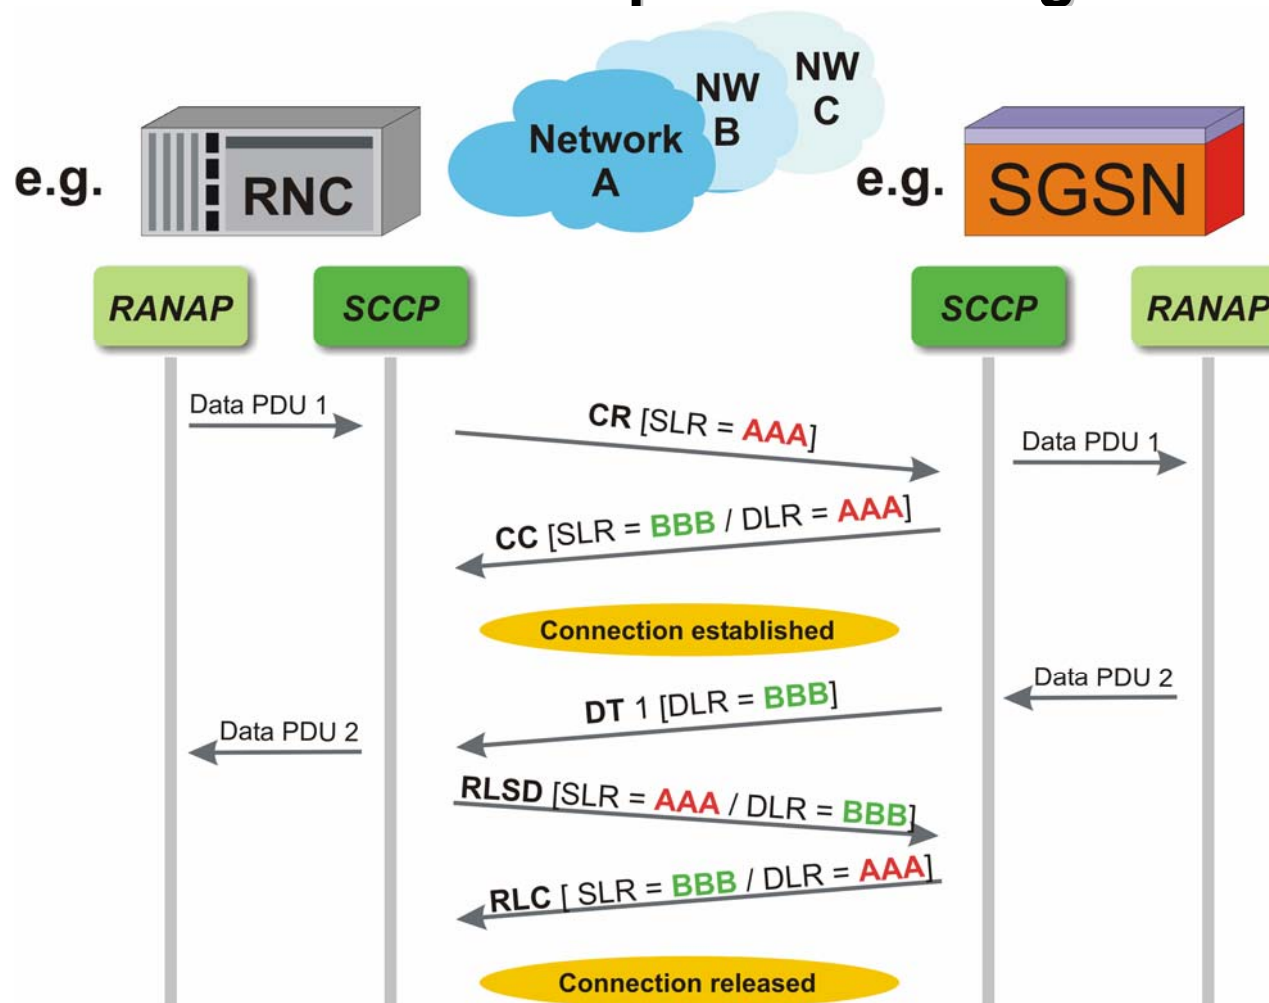 NW
C
NW
B
Network
A
e.g.
RNC
e.g.
SGSN
RANAP
SCCP
SCCP
RANAP
Data PDU 1
CR [SLR = AAA]
Data PDU 1
CC [SLR = BBB / DLR = AAA]
Connection established
Data PDU 2
DT 1 [DLR = BBB]
Data PDU 2
RLSD [SLR = AAA / DLR = BBB]
RLC [ SLR = BBB / DLR = AAA]
Connection released